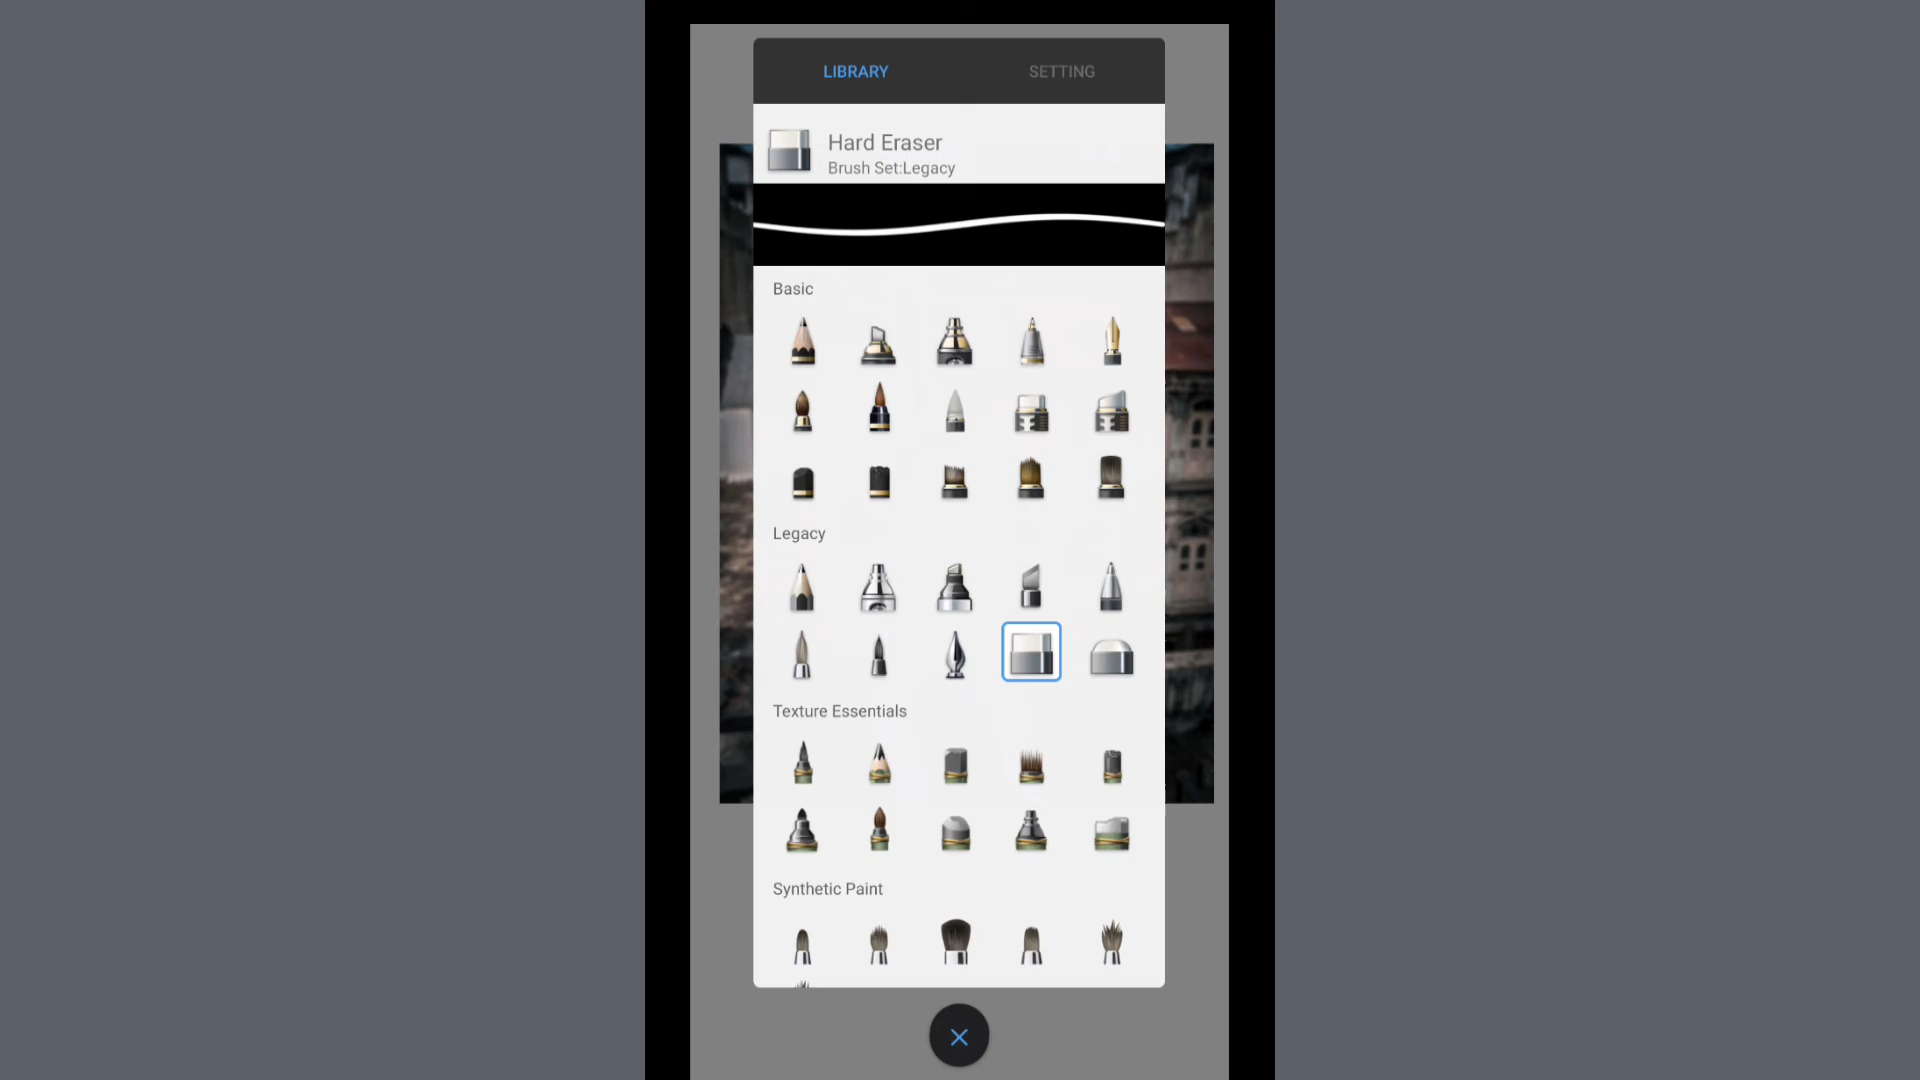 LIBRARY SETTING
Hard Eraser
Brush Set:Legacy
Basic
Legacy
Texture Essentials
Synthetic Paint